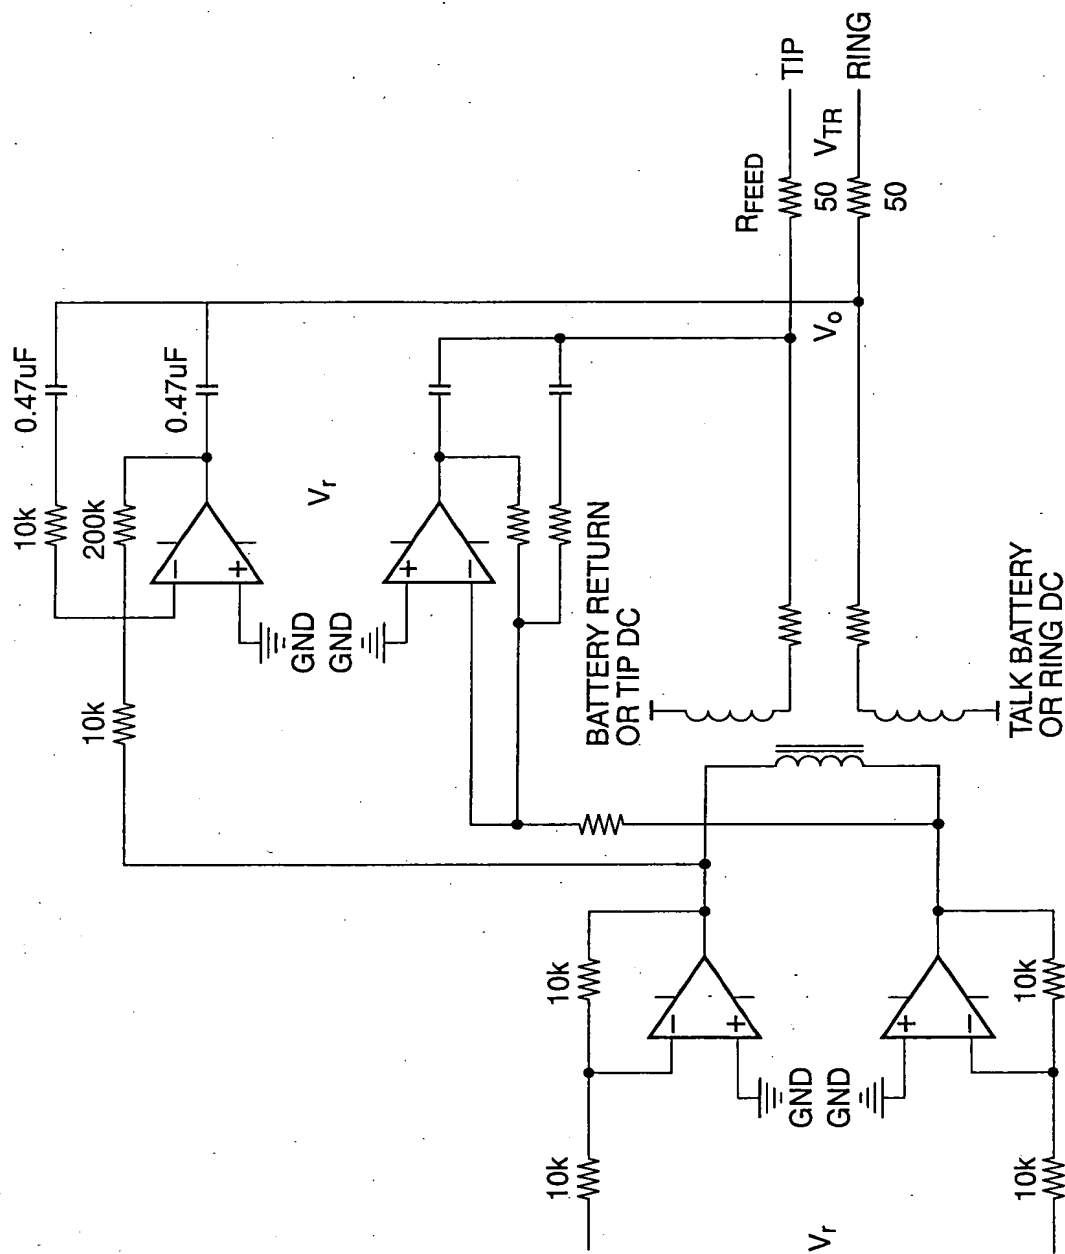 0.47uF
10k
0.47uF
200k
10k
Vr
GND
GND
BATTERY RETURN
OR TIP DC
TALK BATTERY
OR RING DC
RFEED
50
50
TIP
VTR
RING
Vo
10k
10k
GND
GND
10k
10k
Vr